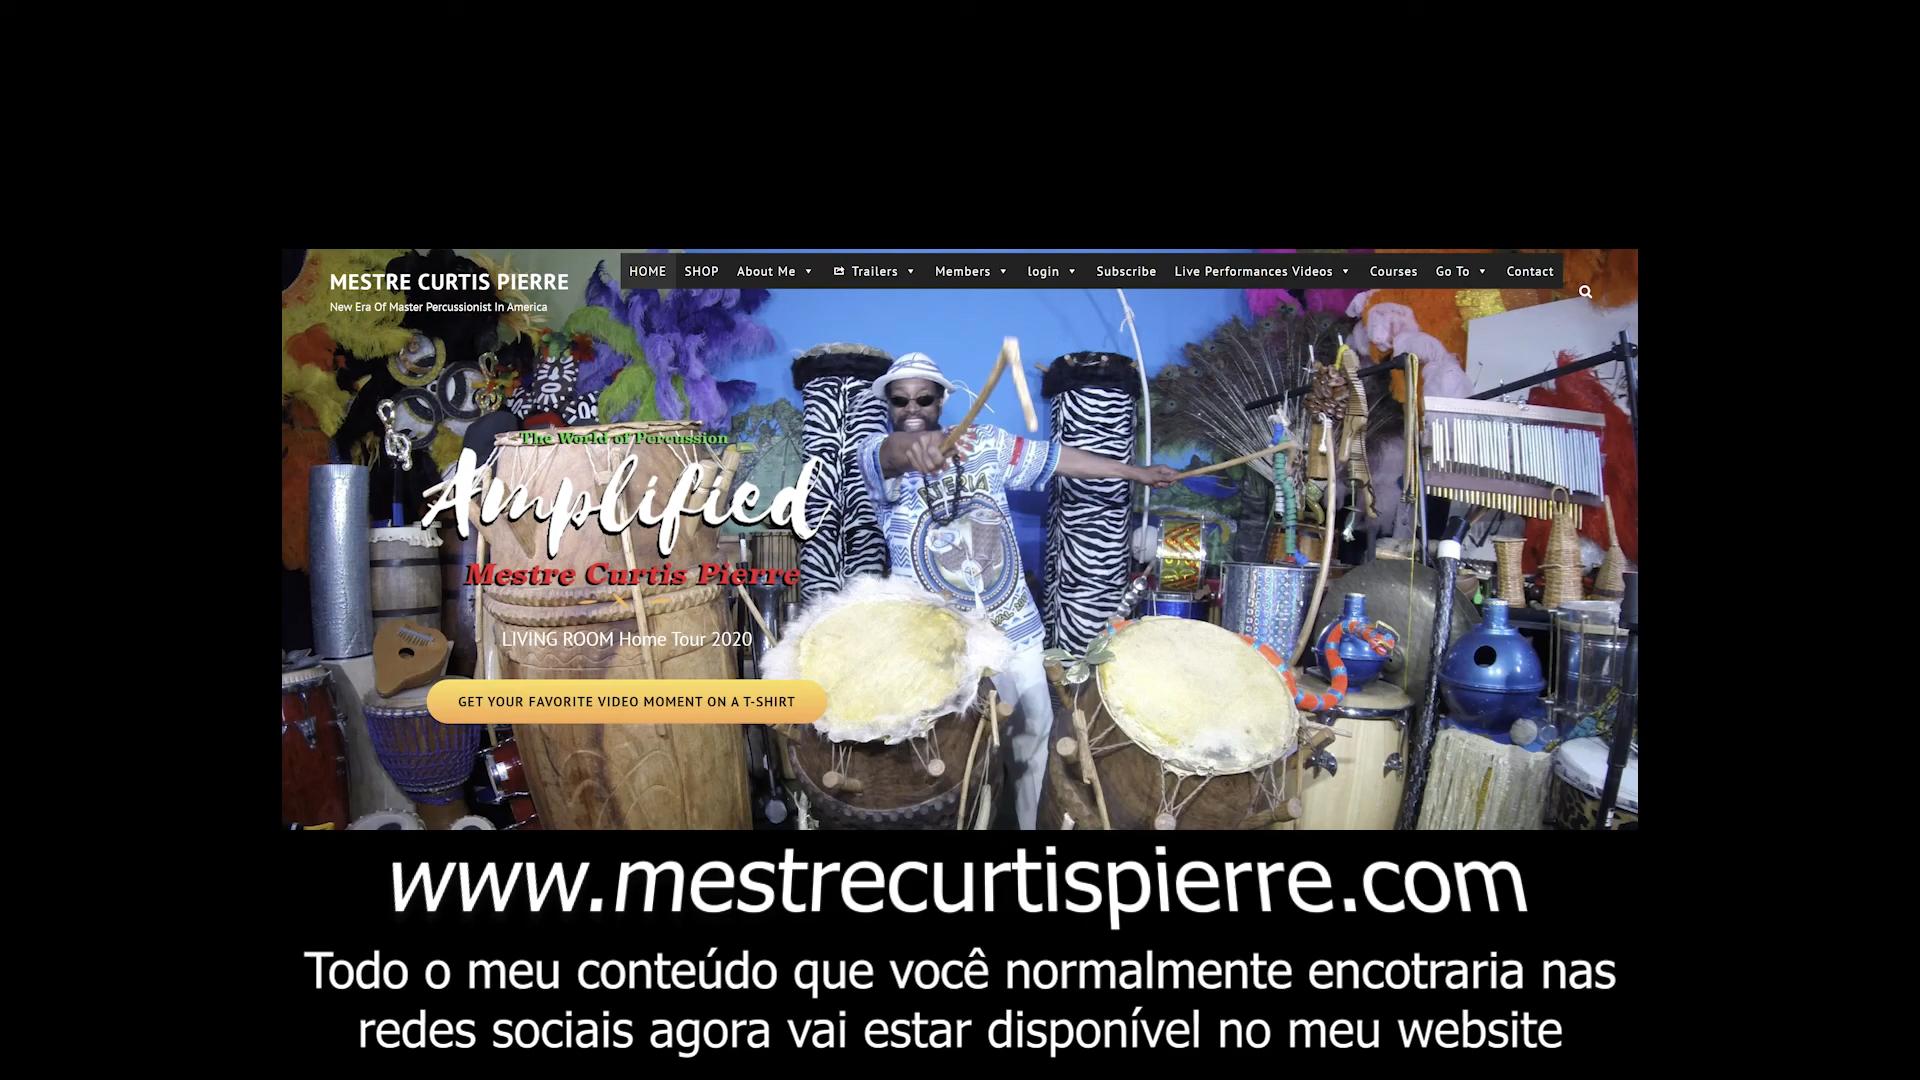 MESTRE CURTIS PIERRE
New Era Of Master Percussionist In America
HOME SHOP About Me Trailers Members login Subscribe Live Performances Videos Courses Go To Contact
The World of Percussion
Amplified
Mestre Curtis Pierre
LIVING ROOM Home Tour 2020
GET YOUR FAVORITE VIDEO MOMENT ON A T-SHIRT
www.mestrecurtispierre.com
Todo o meu conteúdo que você normalmente encotraria nas
redes sociais agora vai estar disponível no meu website